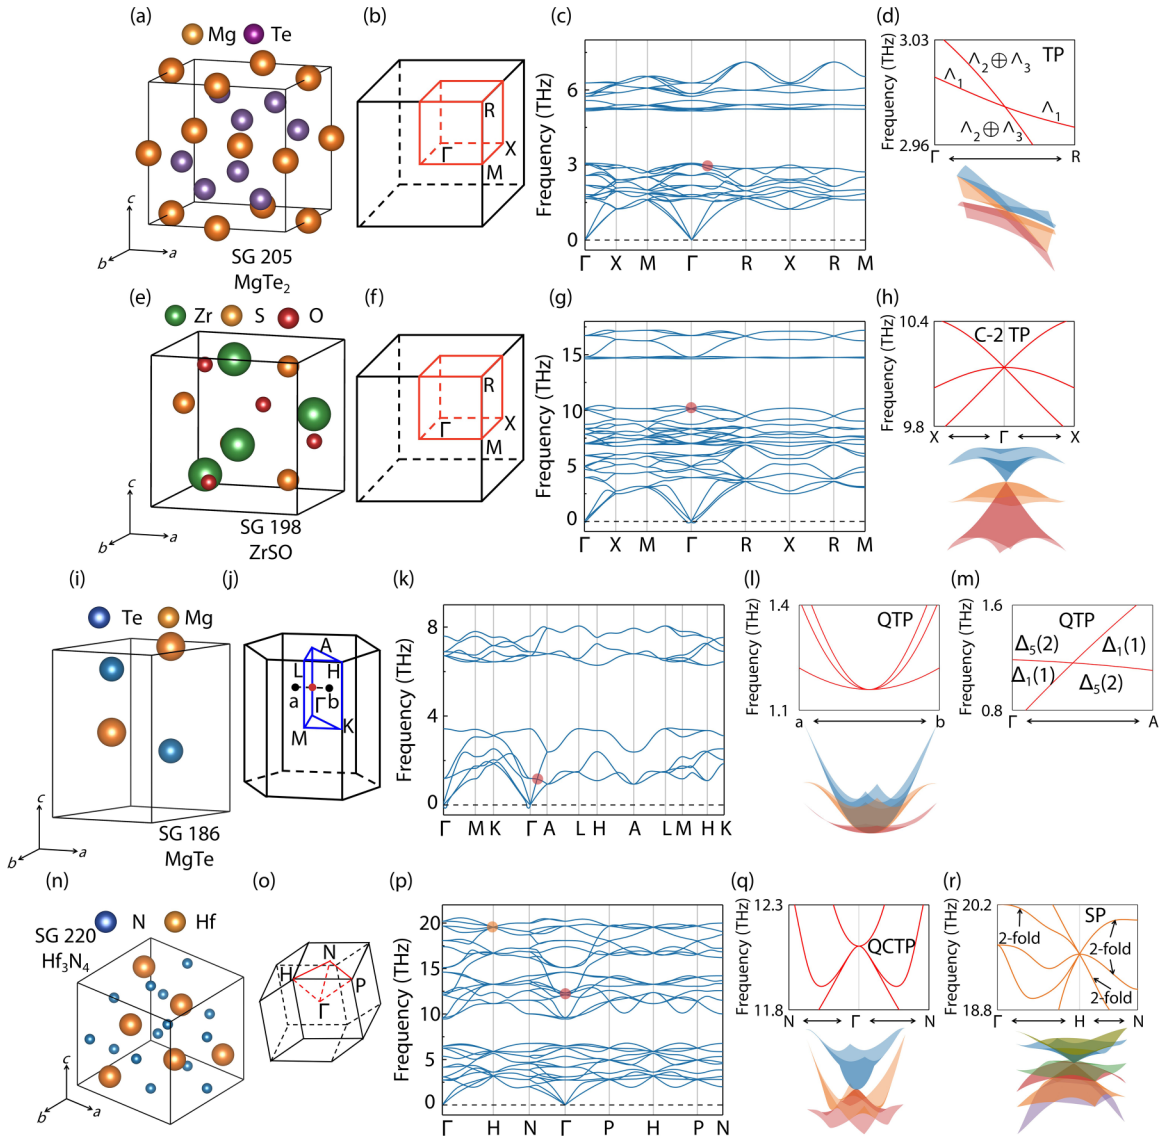 (a)
Mg Te
c
b a
SG 205
MgTe2
(b)
R
Γ X
M
(c)
Frequency (THz)
6
3
0
Γ X M Γ R X R M
(d)
Frequency (THz)
3.03
2.96
Λ2⊕Λ3 TP
Λ1
Λ1
Λ2⊕Λ3
Γ R
(e)
Zr S O
c
b a
SG 198
ZrSO
(f)
R
Γ X
M
(g)
Frequency (THz)
15
10
5
0
Γ X M Γ R X R M
(h)
Frequency (THz)
10.4
9.8
C-2 TP
X Γ X
(i)
Te Mg
c
b a
SG 186
MgTe
(j)
A
L H
a b
Γ
M K
(k)
Frequency (THz)
8
4
0
Γ M K Γ A L H A L M H K
(l)
Frequency (THz)
1.4
1.1
QTP
a b
(m)
Frequency (THz)
1.6
0.8
QTP
Δ5(2) Δ1(1)
Δ1(1) Δ5(2)
Γ A
(n)
N Hf
SG 220
Hf3N4
c
b a
(o)
N
H P
Γ
(p)
Frequency (THz)
20
15
10
5
0
Γ H N Γ P H P N
(q)
Frequency (THz)
12.3
11.8
QCTP
N Γ N
(r)
Frequency (THz)
20.2
18.8
SP
2-fold
2-fold
2-fold
Γ H N